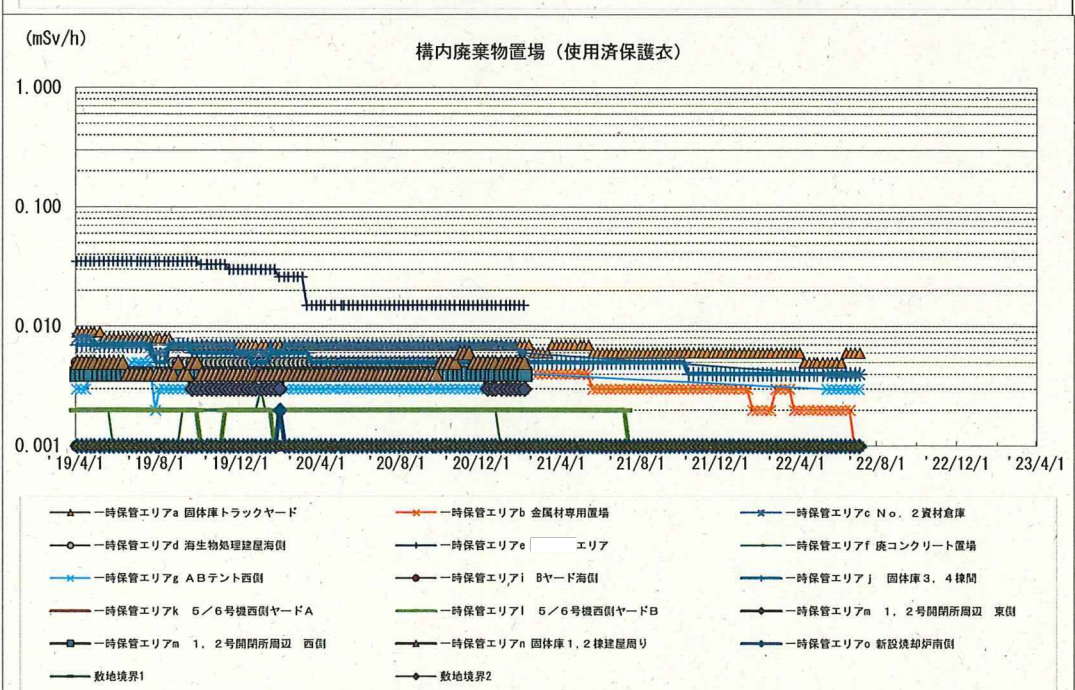 (mSv/h)
構内廃棄物置場（使用済保護衣）
1.000
0.100
0.010
0.001
'19/4/1 '19/8/1 '19/12/1 '20/4/1 '20/8/1 '20/12/1 '21/4/1 '21/8/1 '21/12/1 '22/4/1 '22/8/1 '22/12/1 '23/4/1
一時保管エリアa 固体庫トラックヤード 一時保管エリアb 金属材専用置場 一時保管エリアc No. 2資材倉庫
一時保管エリアd 海生物処理建屋海側 一時保管エリアe エリア 一時保管エリアf 廃コンクリート置場
一時保管エリアg ABテント西側 一時保管エリアi Bヤード海側 一時保管エリアj 固体庫3，4棟間
一時保管エリアk 5／6号機西側ヤードA 一時保管エリアl 5／6号機西側ヤードB 一時保管エリアm 1，2号開閉所周辺 東側
一時保管エリアm 1，2号開閉所周辺 西側 一時保管エリアn 固体庫1,2棟建屋周り 一時保管エリアo 新設焼却炉南側
敷地境界1 敷地境界2